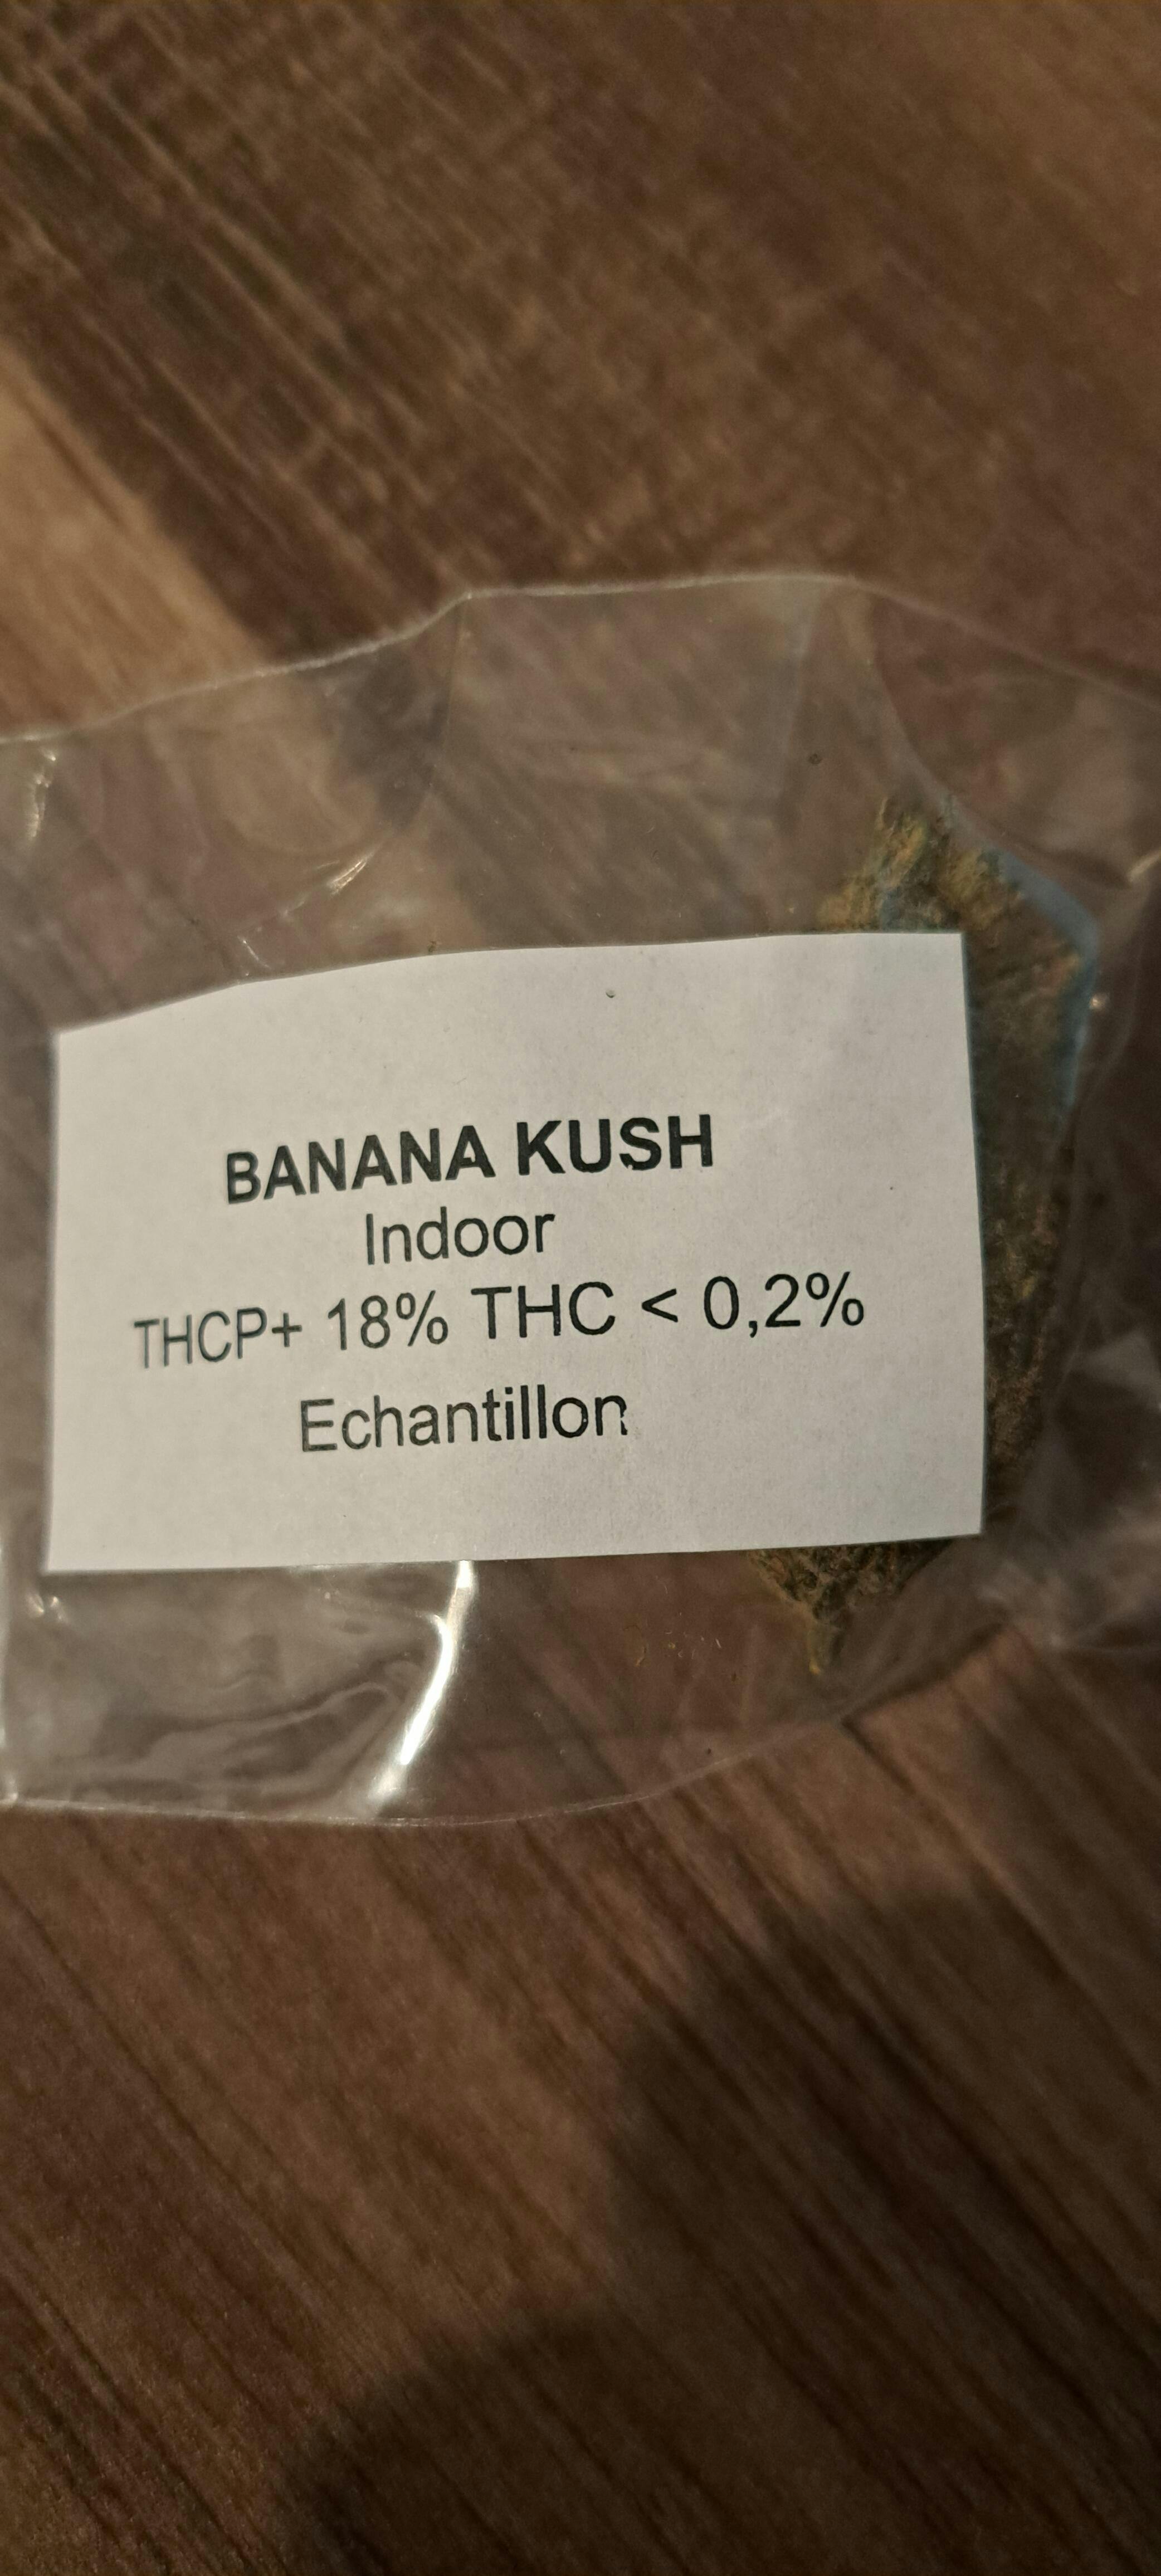 BANANA KUSH
Indoor
THCP+ 18% THC < 0,2%
Echantillon